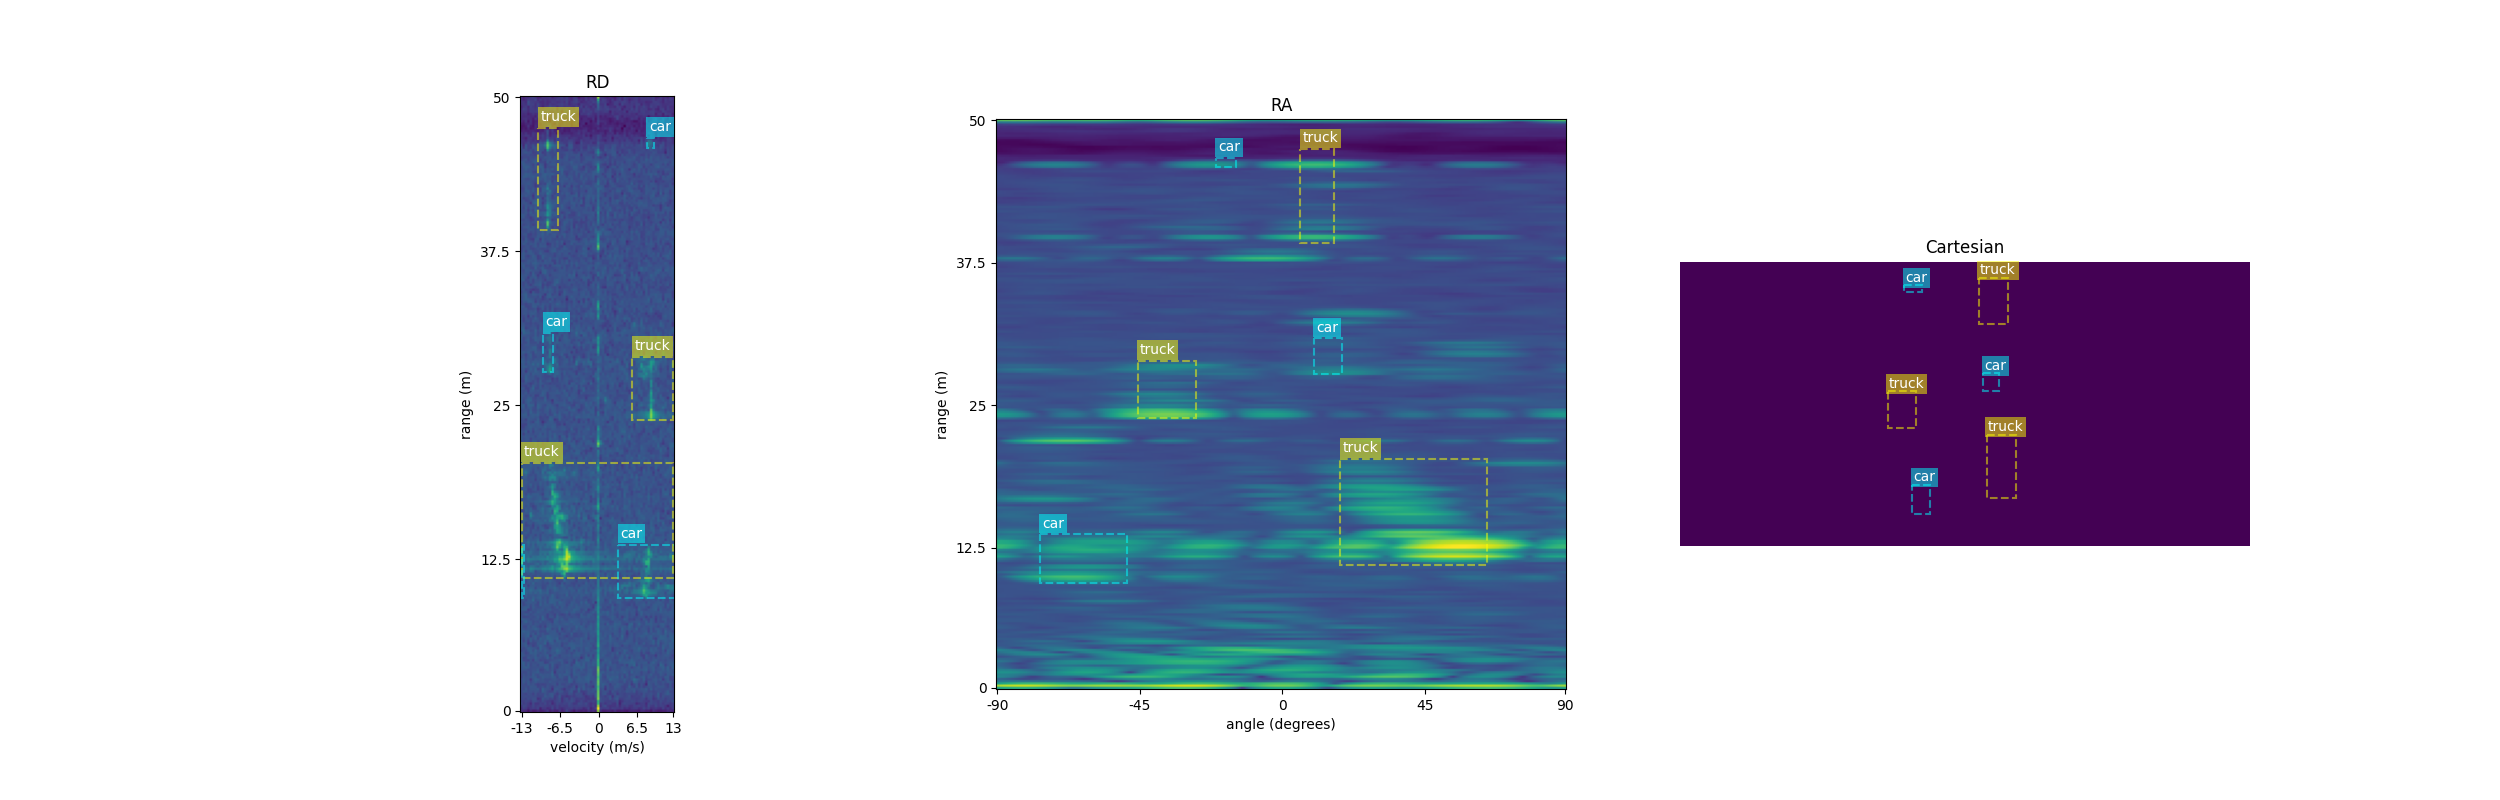 RD
50
37.5
25
12.5
0
range (m)
-13 -6.5 0 6.5 13
velocity (m/s)
truck
car
car
truck
truck
car
RA
50
37.5
25
12.5
0
range (m)
-90 -45 0 45 90
angle (degrees)
car
truck
car
truck
truck
car
Cartesian
car
truck
car
truck
truck
car